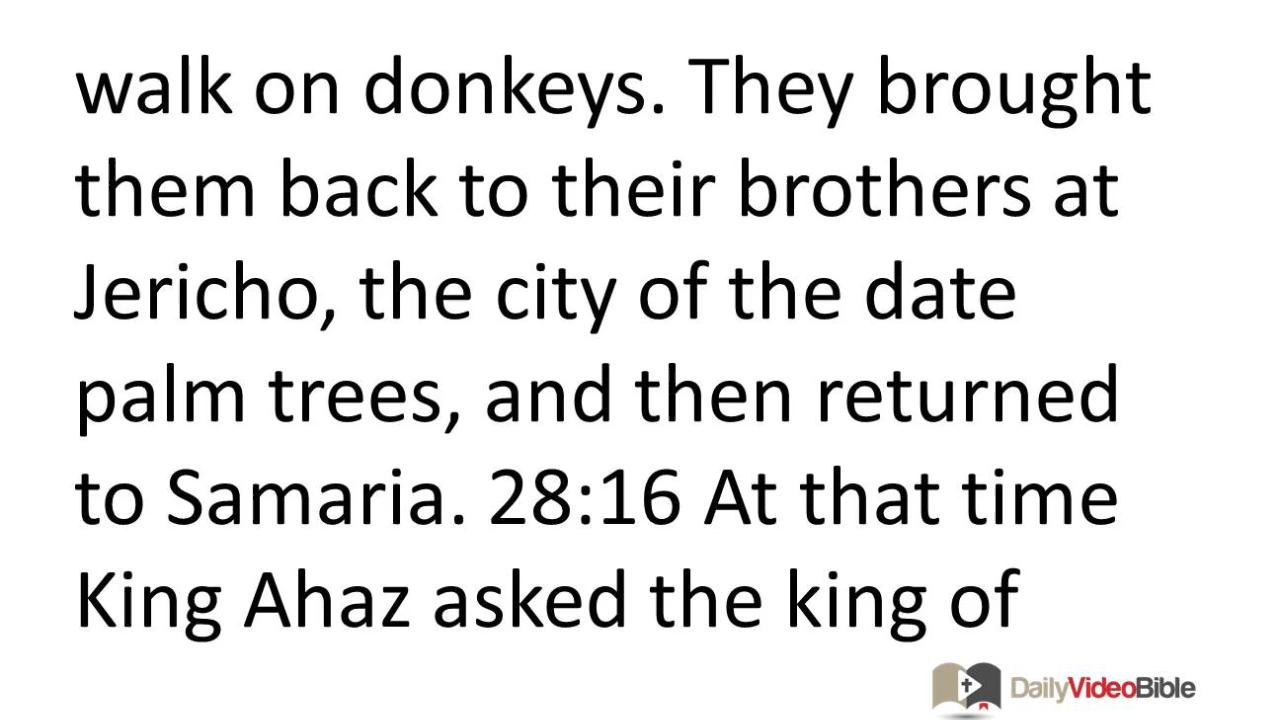 walk on donkeys. They brought
them back to their brothers at
Jericho, the city of the date
palm trees, and then returned
to Samaria. 28:16 At that time
King Ahaz asked the king of
DailyVideoBible